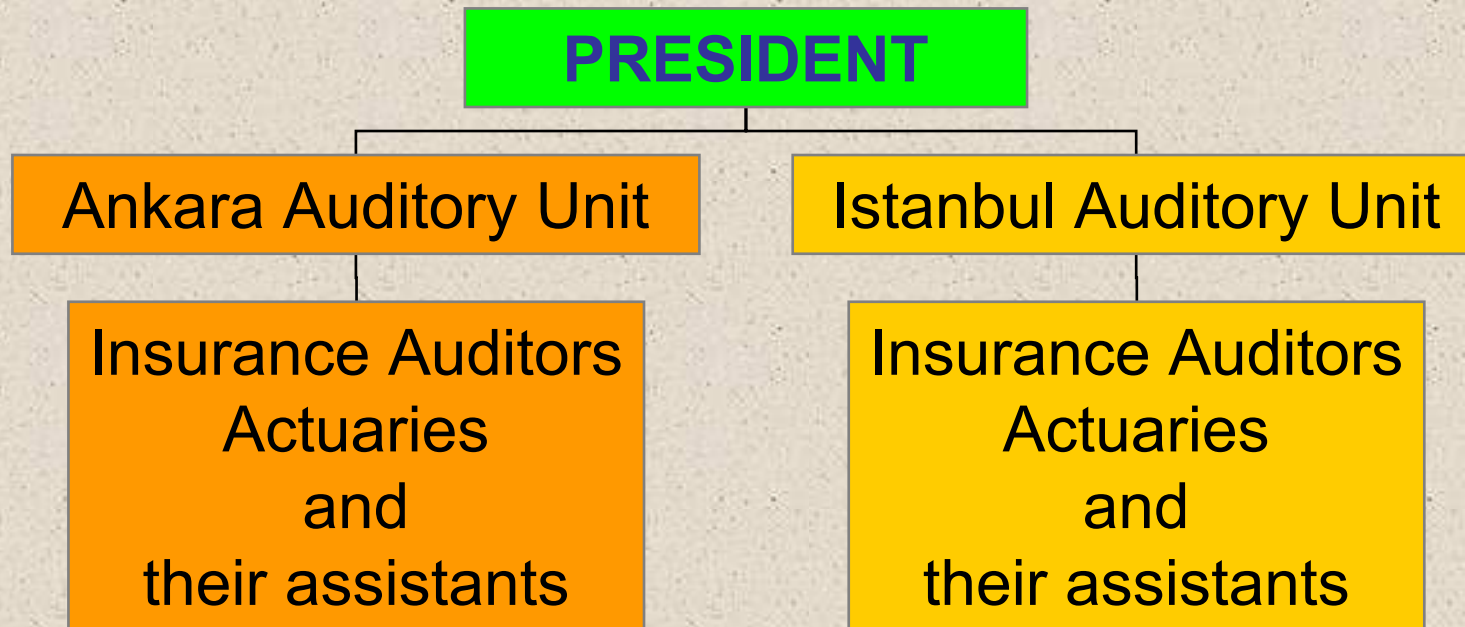 PRESIDENT
Ankara Auditory Unit
Istanbul Auditory Unit
Insurance Auditors
Actuaries
and
their assistants
Insurance Auditors
Actuaries
and
their assistants